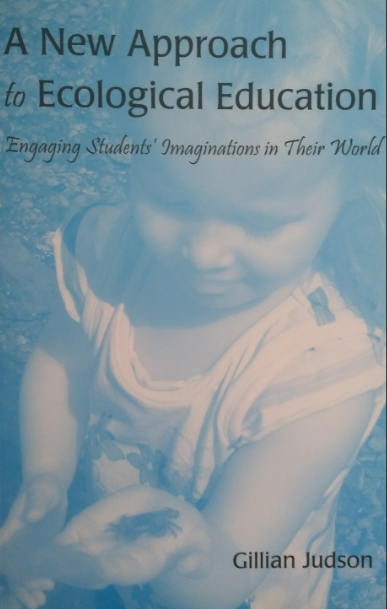 A New Approach
to Ecological Education
Engaging Students' Imaginations in Their World
Gillian Judson